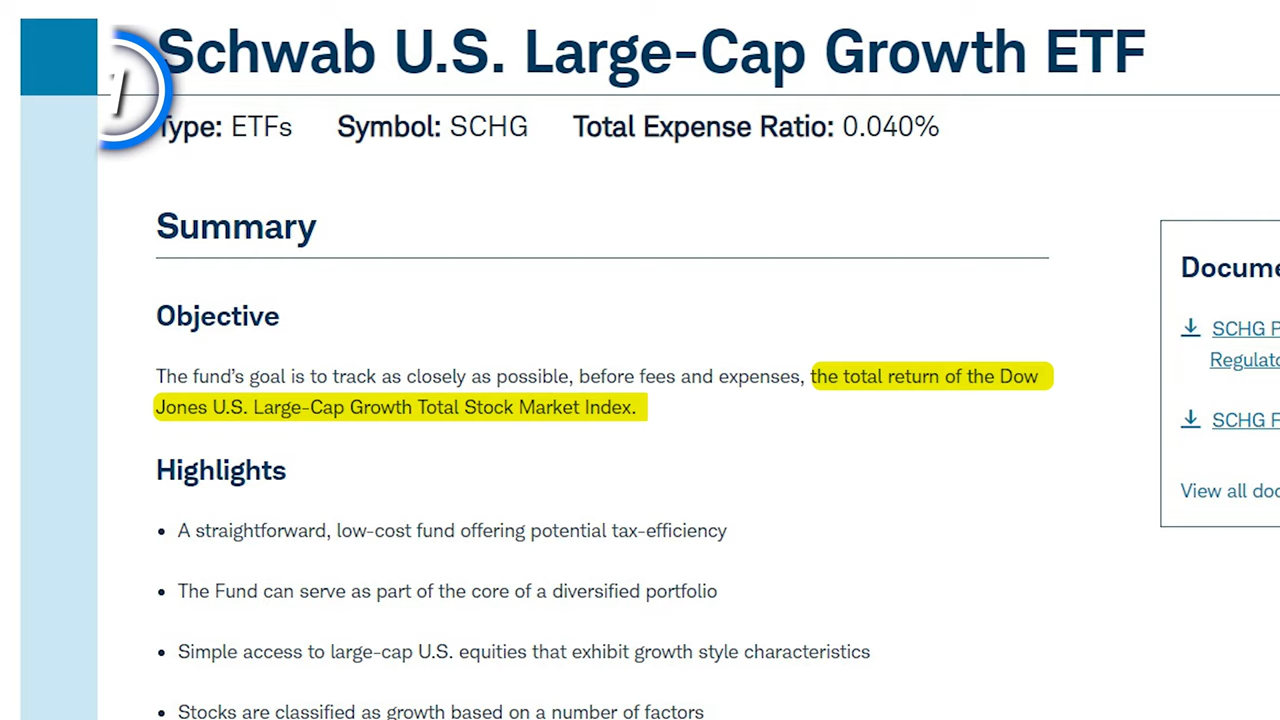 Schwab U.S. Large-Cap Growth ETF
1
Type: ETFs Symbol: SCHG Total Expense Ratio: 0.040%
Summary
Objective
The fund's goal is to track as closely as possible, before fees and expenses, the total return of the Dow
Jones U.S. Large-Cap Growth Total Stock Market Index.
Highlights
• A straightforward, low-cost fund offering potential tax-efficiency
• The Fund can serve as part of the core of a diversified portfolio
• Simple access to large-cap U.S. equities that exhibit growth style characteristics
• Stocks are classified as growth based on a number of factors
Docume
SCHG P
Regulato
SCHG F
View all doc